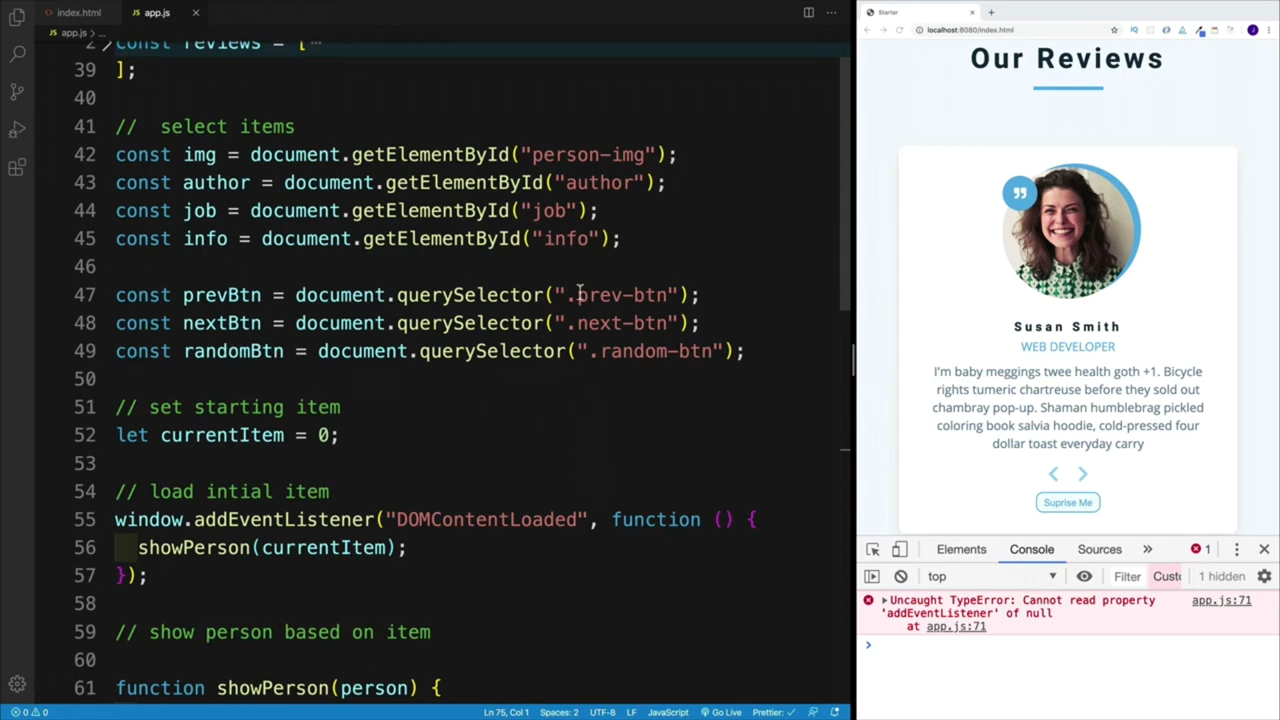 index.html
app.js
app.js > ...
2 const reviews = [ ...
39 ];
40
41 //  select items
42 const img = document.getElementById("person-img");
43 const author = document.getElementById("author");
44 const job = document.getElementById("job");
45 const info = document.getElementById("info");
46
47 const prevBtn = document.querySelector(".prev-btn");
48 const nextBtn = document.querySelector(".next-btn");
49 const randomBtn = document.querySelector(".random-btn");
50
51 // set starting item
52 let currentItem = 0;
53
54 // load intial item
55 window.addEventListener("DOMContentLoaded", function () {
56 showPerson(currentItem);
57 });
58
59 // show person based on item
60
61 function showPerson(person) {
0 0
Ln 75, Col 1
Spaces: 2
UTF-8
LF
JavaScript
Go Live
Prettier: ✓
Starter
localhost:8080/index.html
J
Our Reviews
Susan Smith
WEB DEVELOPER
I'm baby meggings twee health goth +1. Bicycle
rights tumeric chartreuse before they sold out
chambray pop-up. Shaman humblebrag pickled
coloring book salvia hoodie, cold-pressed four
dollar toast everyday carry
Suprise Me
Elements Console Sources » 1
top Filter Custo 1 hidden
Uncaught TypeError: Cannot read property app.js:71
'addEventListener' of null
at app.js:71